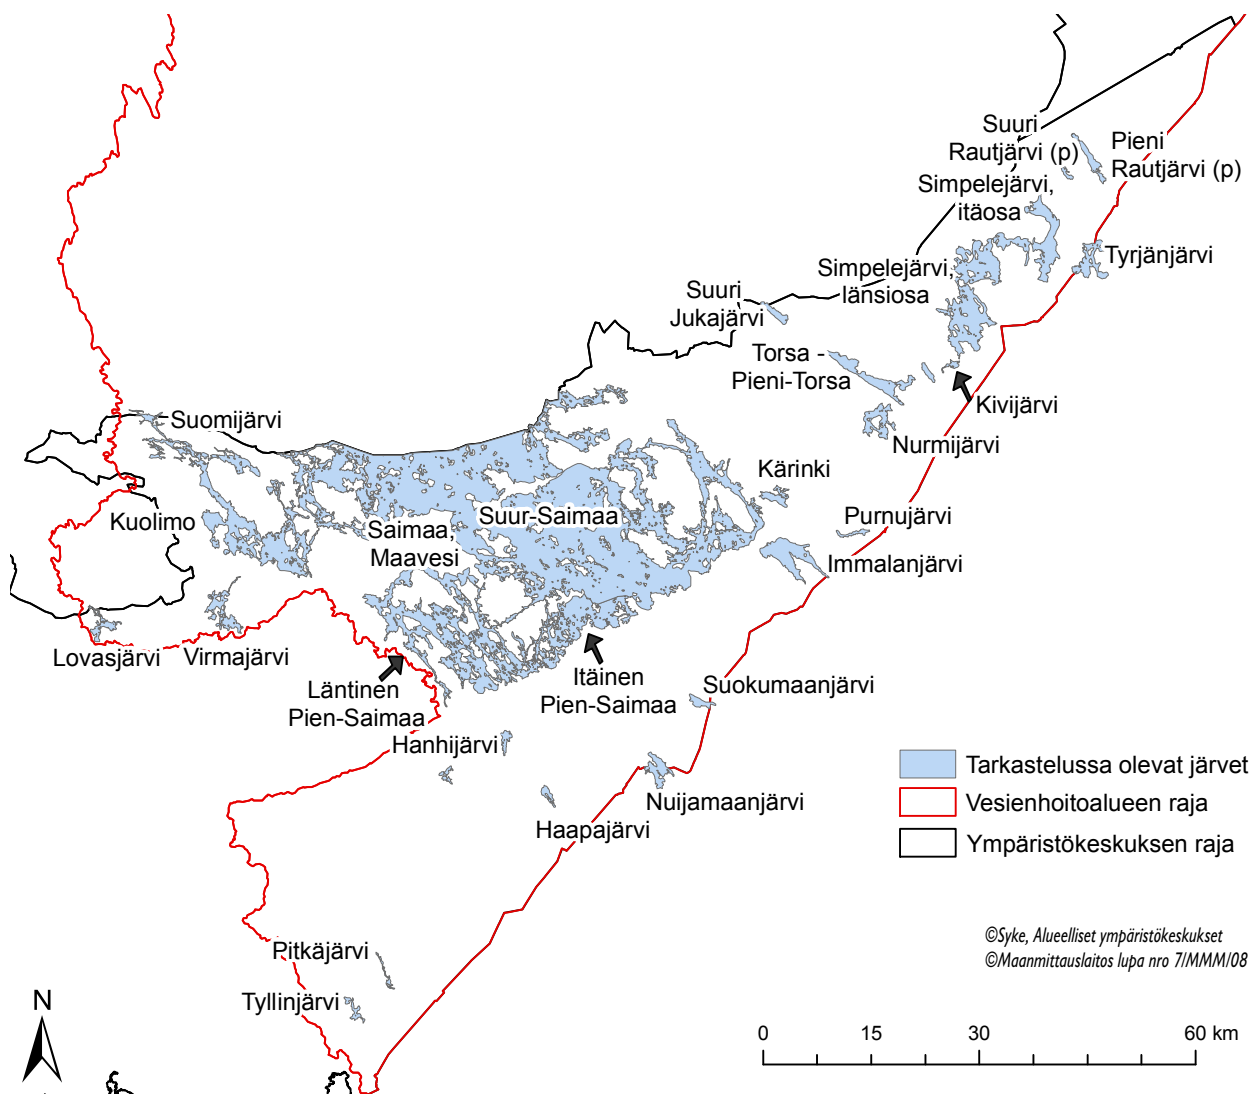 Suuri
Rautjärvi (p)
Pieni
Rautjärvi (p)
Simpelejärvi,
itäosa
Tyrjänjärvi
Simpelejärvi,
länsiosa
Suuri
Jukajärvi
Torsa -
Pieni-Torsa
Kivijärvi
Nurmijärvi
Suomijärvi
Kärinki
Kuolimo
Saimaa,
Maavesi
Suur-Saimaa
Purnujärvi
Immalanjärvi
Lovasjärvi
Virmajärvi
Läntinen
Pien-Saimaa
Itäinen
Pien-Saimaa
Suokumaanjärvi
Hanhijärvi
Nuijamaanjärvi
Haapajärvi
Tarkastelussa olevat järvet
Vesienhoitoalueen raja
Ympäristökeskuksen raja
Pitkäjärvi
Tyllinjärvi
©Syke, Alueelliset ympäristökeskukset
©Maanmittauslaitos lupa nro 7/MMM/08
N
0 15 30 60 km